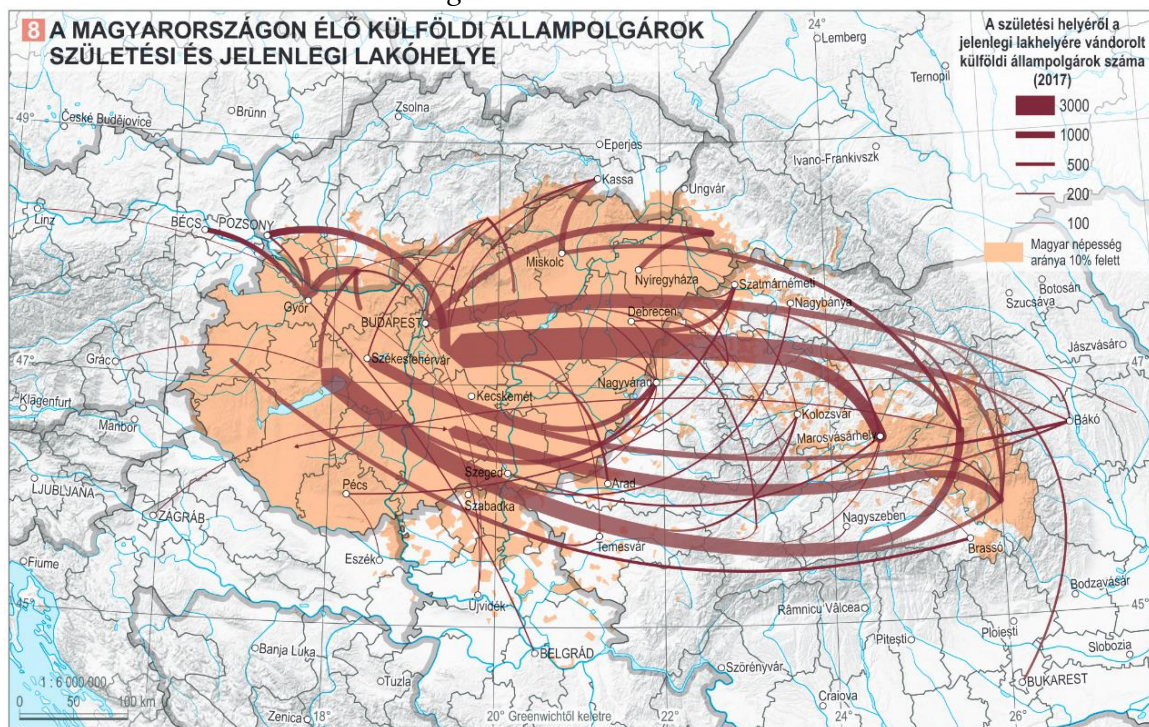 8 A MAGYARORSZÁGON ÉLŐ KÜLFÖLDI ÁLLAMPOLGÁROK
SZÜLETÉSI ÉS JELENLEGI LAKÓHELYE
A születési helyéről a
jelenlegi lakhelyére vándorolt
külföldi állampolgárok száma
(2017)
3000
1000
500
200
100
Magyar népesség
aránya 10% felett
24°
Lemberg
Ternopil
Zsolna
Brünn
49°
České Budějovice
Eperjes
Ivano-Frankivszk
Kassa
Ungvár
Linz
BÉCS
POZSONY
Miskolc
Nyíregyháza
Szatmárnémeti
Botosán
Szucsáva
Nagybánya
Győr
BUDAPEST
Debrecen
Jászvásár
47°
Grác
47°
Székesfehérvár
Nagyvárad
Kecskemét
Klagenfurt
Maribor
Kolozsvár
Bákó
Marosvásárhely
Szeged
Pécs
Arad
LJUBLJANA
Szabadka
ZÁGRÁB
Nagyszeben
Temesvár
Brassó
Eszék
Fiume
Újvidék
Bodzavásár
45°
45°
Râmnicu Vâlcea
Ploiești
Pitești
Slobozia
Banja Luka
BELGRÁD
Szörényvár
BUKAREST
Tuzla
1 : 6 000 000
0 50 100 km
Craiova
Zenica
18°
20° Greenwichtől keletre
22°
24°
26°